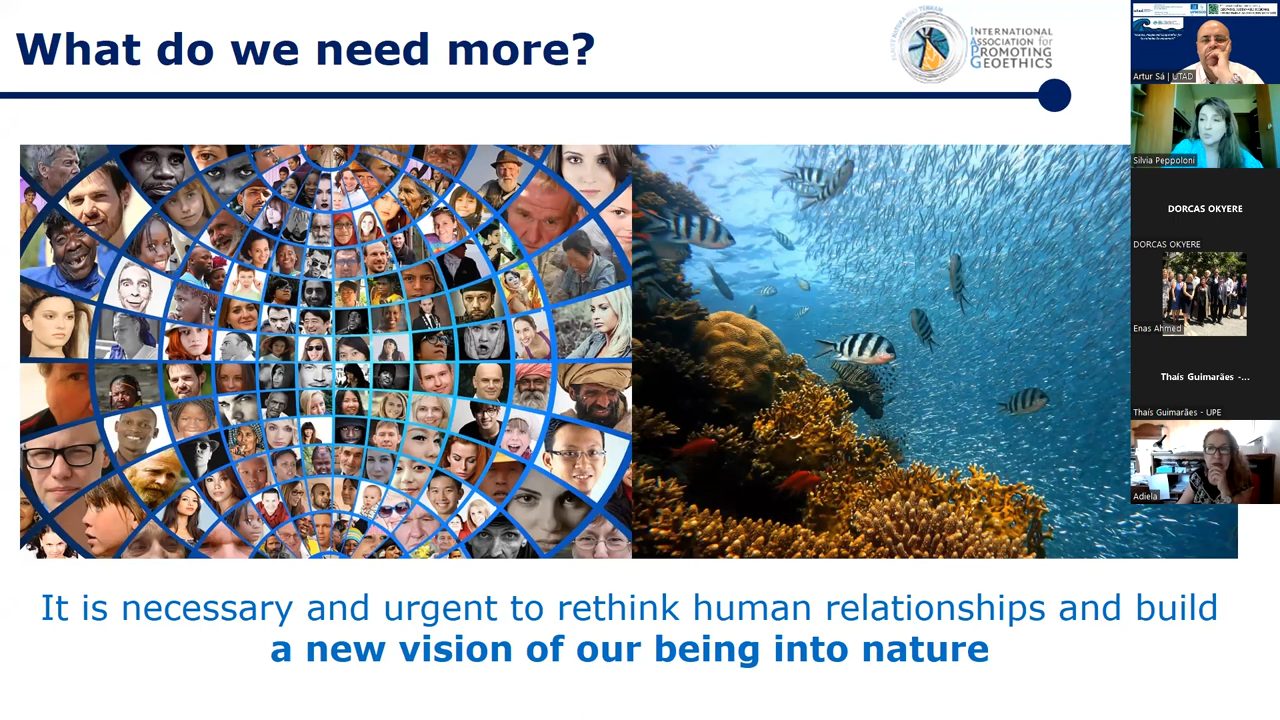 What do we need more?
INTERNATIONAL
ASSOCIATION for
PROMOTING
GEOETHICS
It is necessary and urgent to rethink human relationships and build
a new vision of our being into nature
Artur Sá | UTAD
Silvia Peppoloni
DORCAS OKYERE
DORCAS OKYERE
Enas Ahmed
Thaís Guimarães -...
Thaís Guimarães - UPE
Adiela